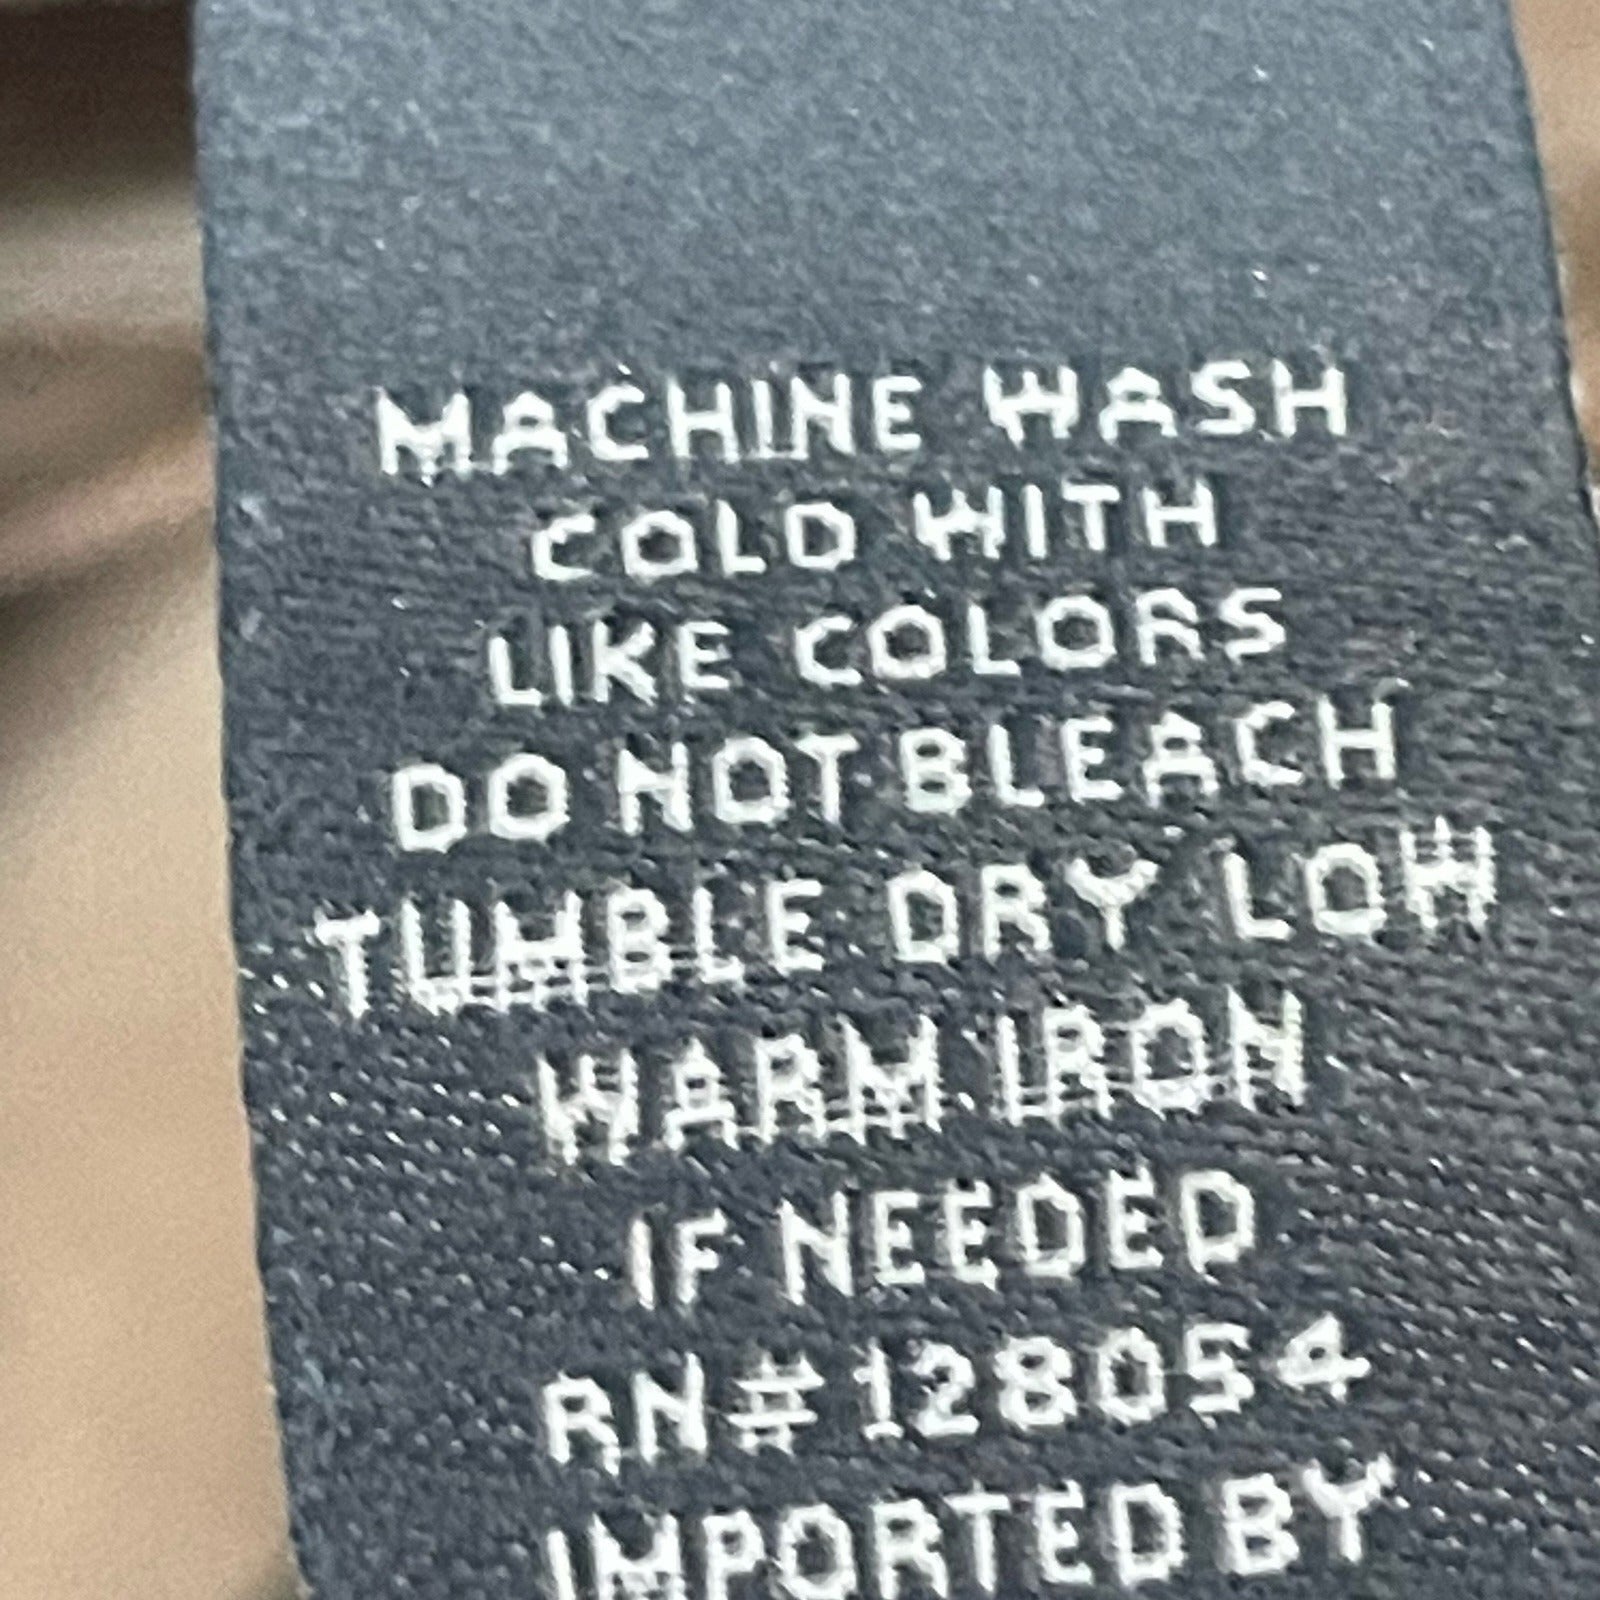 MACHINE WASH
COLD WITH
LIKE COLORS
DO NOT BLEACH
TUMBLE DRY LOW
WARM IRON
IF NEEDED
RN#128054
IMPORTED BY